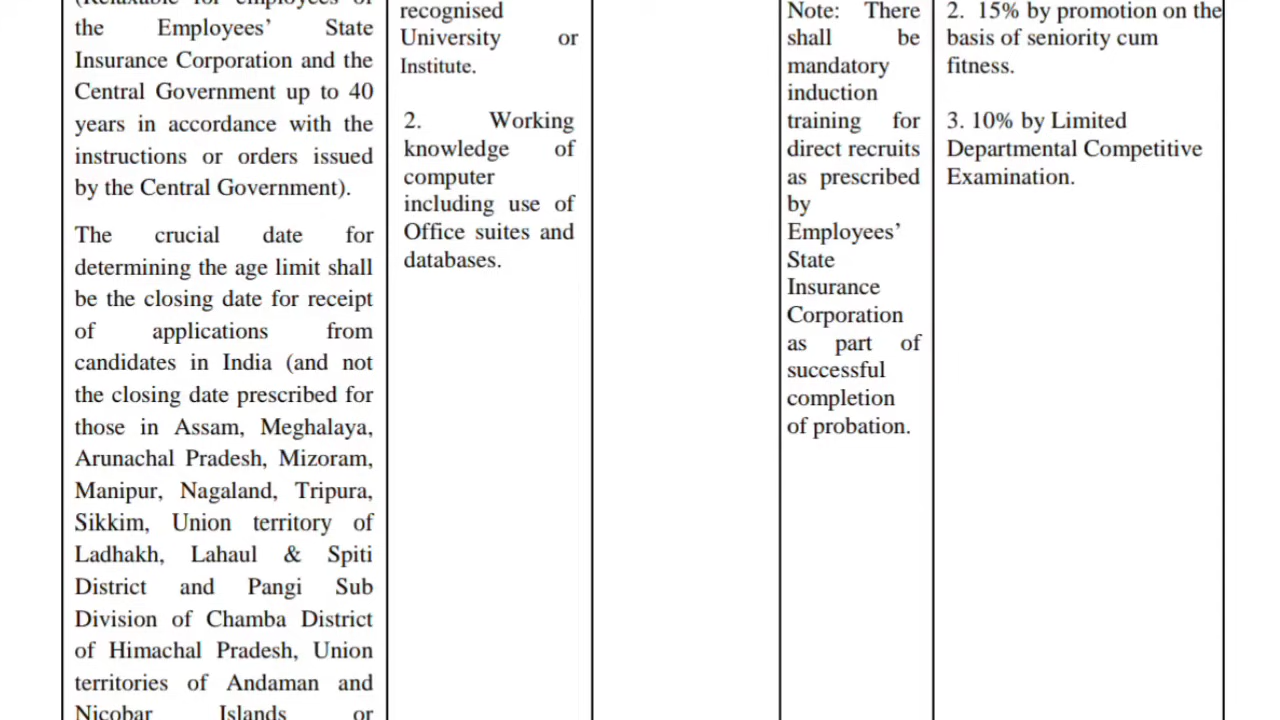 (Relaxable for employees of
the Employees’ State
Insurance Corporation and the
Central Government up to 40
years in accordance with the
instructions or orders issued
by the Central Government).
The crucial date for
determining the age limit shall
be the closing date for receipt
of applications from
candidates in India (and not
the closing date prescribed for
those in Assam, Meghalaya,
Arunachal Pradesh, Mizoram,
Manipur, Nagaland, Tripura,
Sikkim, Union territory of
Ladhakh, Lahaul & Spiti
District and Pangi Sub
Division of Chamba District
of Himachal Pradesh, Union
territories of Andaman and
Nicobar Islands or
recognised
University or
Institute.
2. Working
knowledge of
computer
including use of
Office suites and
databases.
Note: There
shall be
mandatory
induction
training for
direct recruits
as prescribed
by
Employees’
State
Insurance
Corporation
as part of
successful
completion
of probation.
2. 15% by promotion on the
basis of seniority cum
fitness.
3. 10% by Limited
Departmental Competitive
Examination.